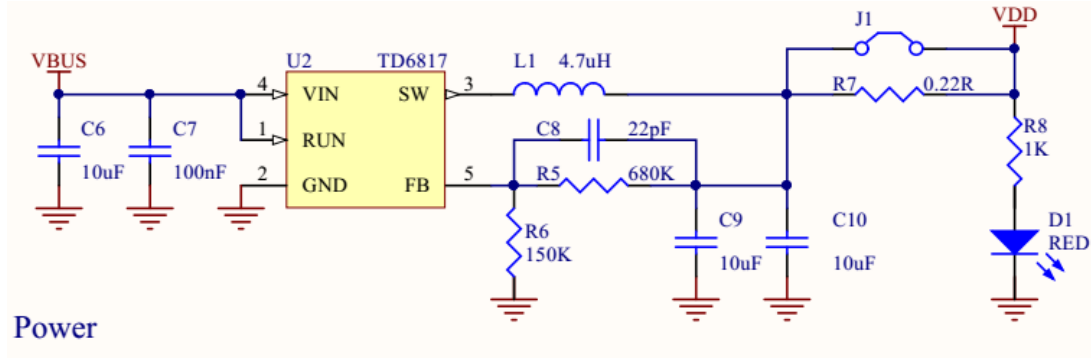 J1
VDD
VBUS
U2
TD6817
L1
4.7uH
4
VIN
SW
3
R7
0.22R
C6
10uF
C7
100nF
1
RUN
C8
22pF
R8
1K
2
GND
FB
5
R5
680K
R6
150K
C9
10uF
C10
10uF
D1
RED
Power